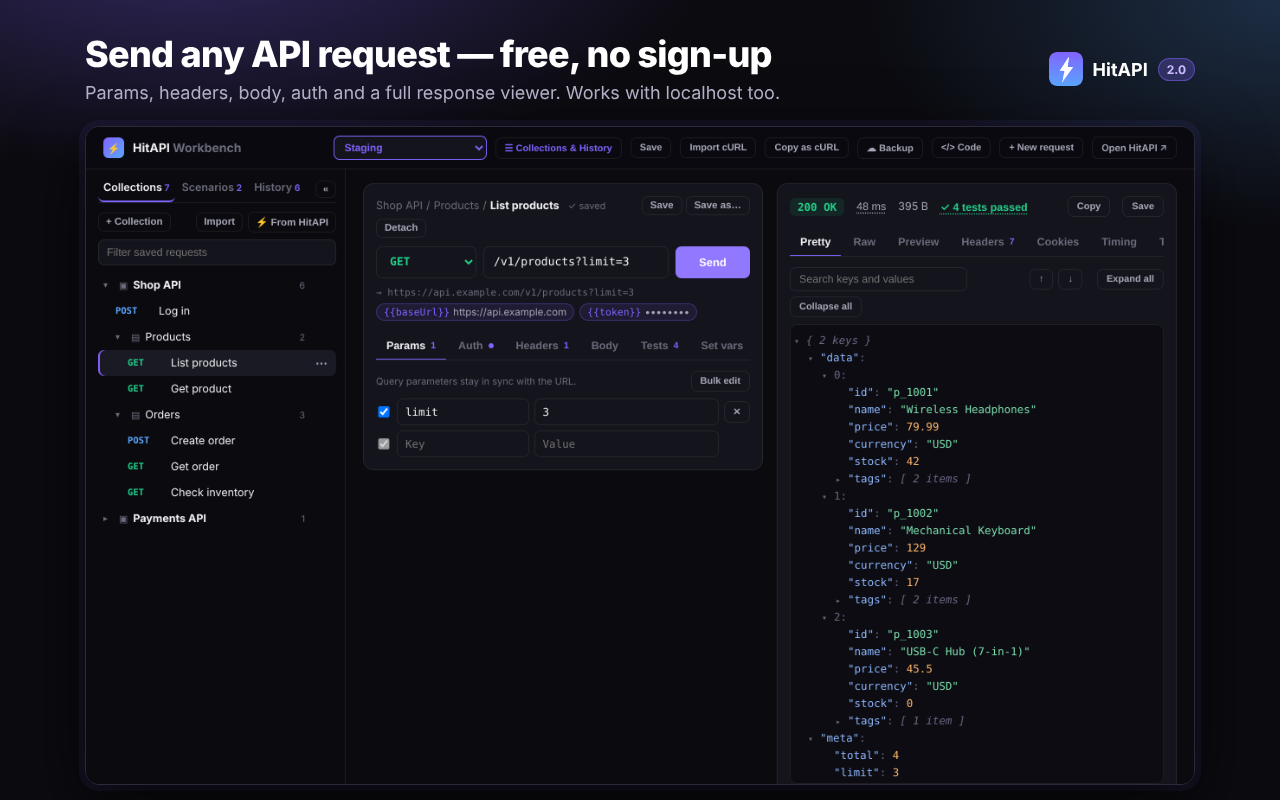 Send any API request — free, no sign-up
Params, headers, body, auth and a full response viewer. Works with localhost too.
HitAPI 2.0
HitAPI Workbench
Staging
☰ Collections & History
Save
Import cURL
Copy as cURL
☁ Backup
</> Code
+ New request
Open HitAPI ↗
Collections 7 Scenarios 2 History 6 «
+ Collection Import ⚡ From HitAPI
Filter saved requests
▾ Shop API 6
POST Log in
▾ Products 2
GET List products •••
GET Get product
▾ Orders 3
POST Create order
GET Get order
GET Check inventory
▸ Payments API 1
Shop API / Products / List products ✓ saved Save Save as…
Detach
GET /v1/products?limit=3 Send
→ https://api.example.com/v1/products?limit=3
{{baseUrl}} https://api.example.com {{token}} ••••••••
Params 1 Auth ● Headers 1 Body Tests 4 Set vars
Query parameters stay in sync with the URL. Bulk edit
limit 3 ✕
Key Value
200 OK 48 ms 395 B ✓ 4 tests passed Copy Save
Pretty Raw Preview Headers 7 Cookies Timing
Search keys and values ↑ ↓ Expand all
Collapse all
▾ { 2 keys }
▾ "data":
▾ 0:
"id": "p_1001"
"name": "Wireless Headphones"
"price": 79.99
"currency": "USD"
"stock": 42
▸ "tags": [ 2 items ]
▾ 1:
"id": "p_1002"
"name": "Mechanical Keyboard"
"price": 129
"currency": "USD"
"stock": 17
▸ "tags": [ 2 items ]
▾ 2:
"id": "p_1003"
"name": "USB-C Hub (7-in-1)"
"price": 45.5
"currency": "USD"
"stock": 0
▸ "tags": [ 1 item ]
▾ "meta":
"total": 4
"limit": 3